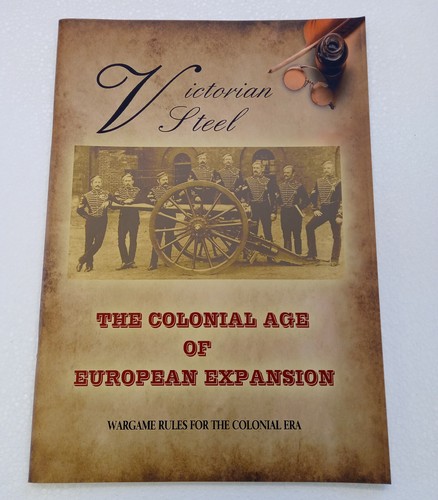 Victorian
Steel
THE COLONIAL AGE
OF
EUROPEAN EXPANSION
WARGAME RULES FOR THE COLONIAL ERA